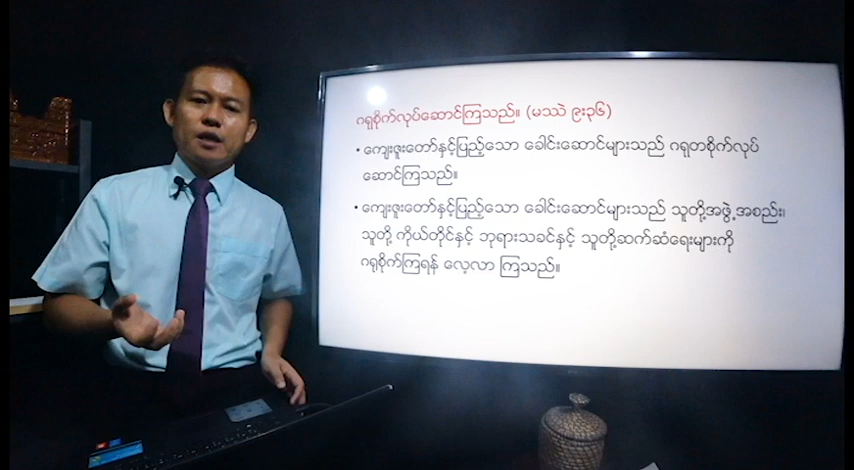 ဂရုစိုက်လုပ်ဆောင်ကြသည်။ (မဿဲ ၉း၃၆)
• ကျေးဇူးတော်နှင့်ပြည့်သော ခေါင်းဆောင်များသည် ဂရုတစိုက်လုပ်
ဆောင်ကြသည်။
• ကျေးဇူးတော်နှင့်ပြည့်သော ခေါင်းဆောင်များသည် သူတို့အဖွဲ့အစည်း၊
သူတို့ ကိုယ်တိုင်နှင့် ဘုရားသခင်နှင့် သူတို့ဆက်ဆံရေးများကို
ဂရုစိုက်ကြရန် လေ့လာ ကြသည်။